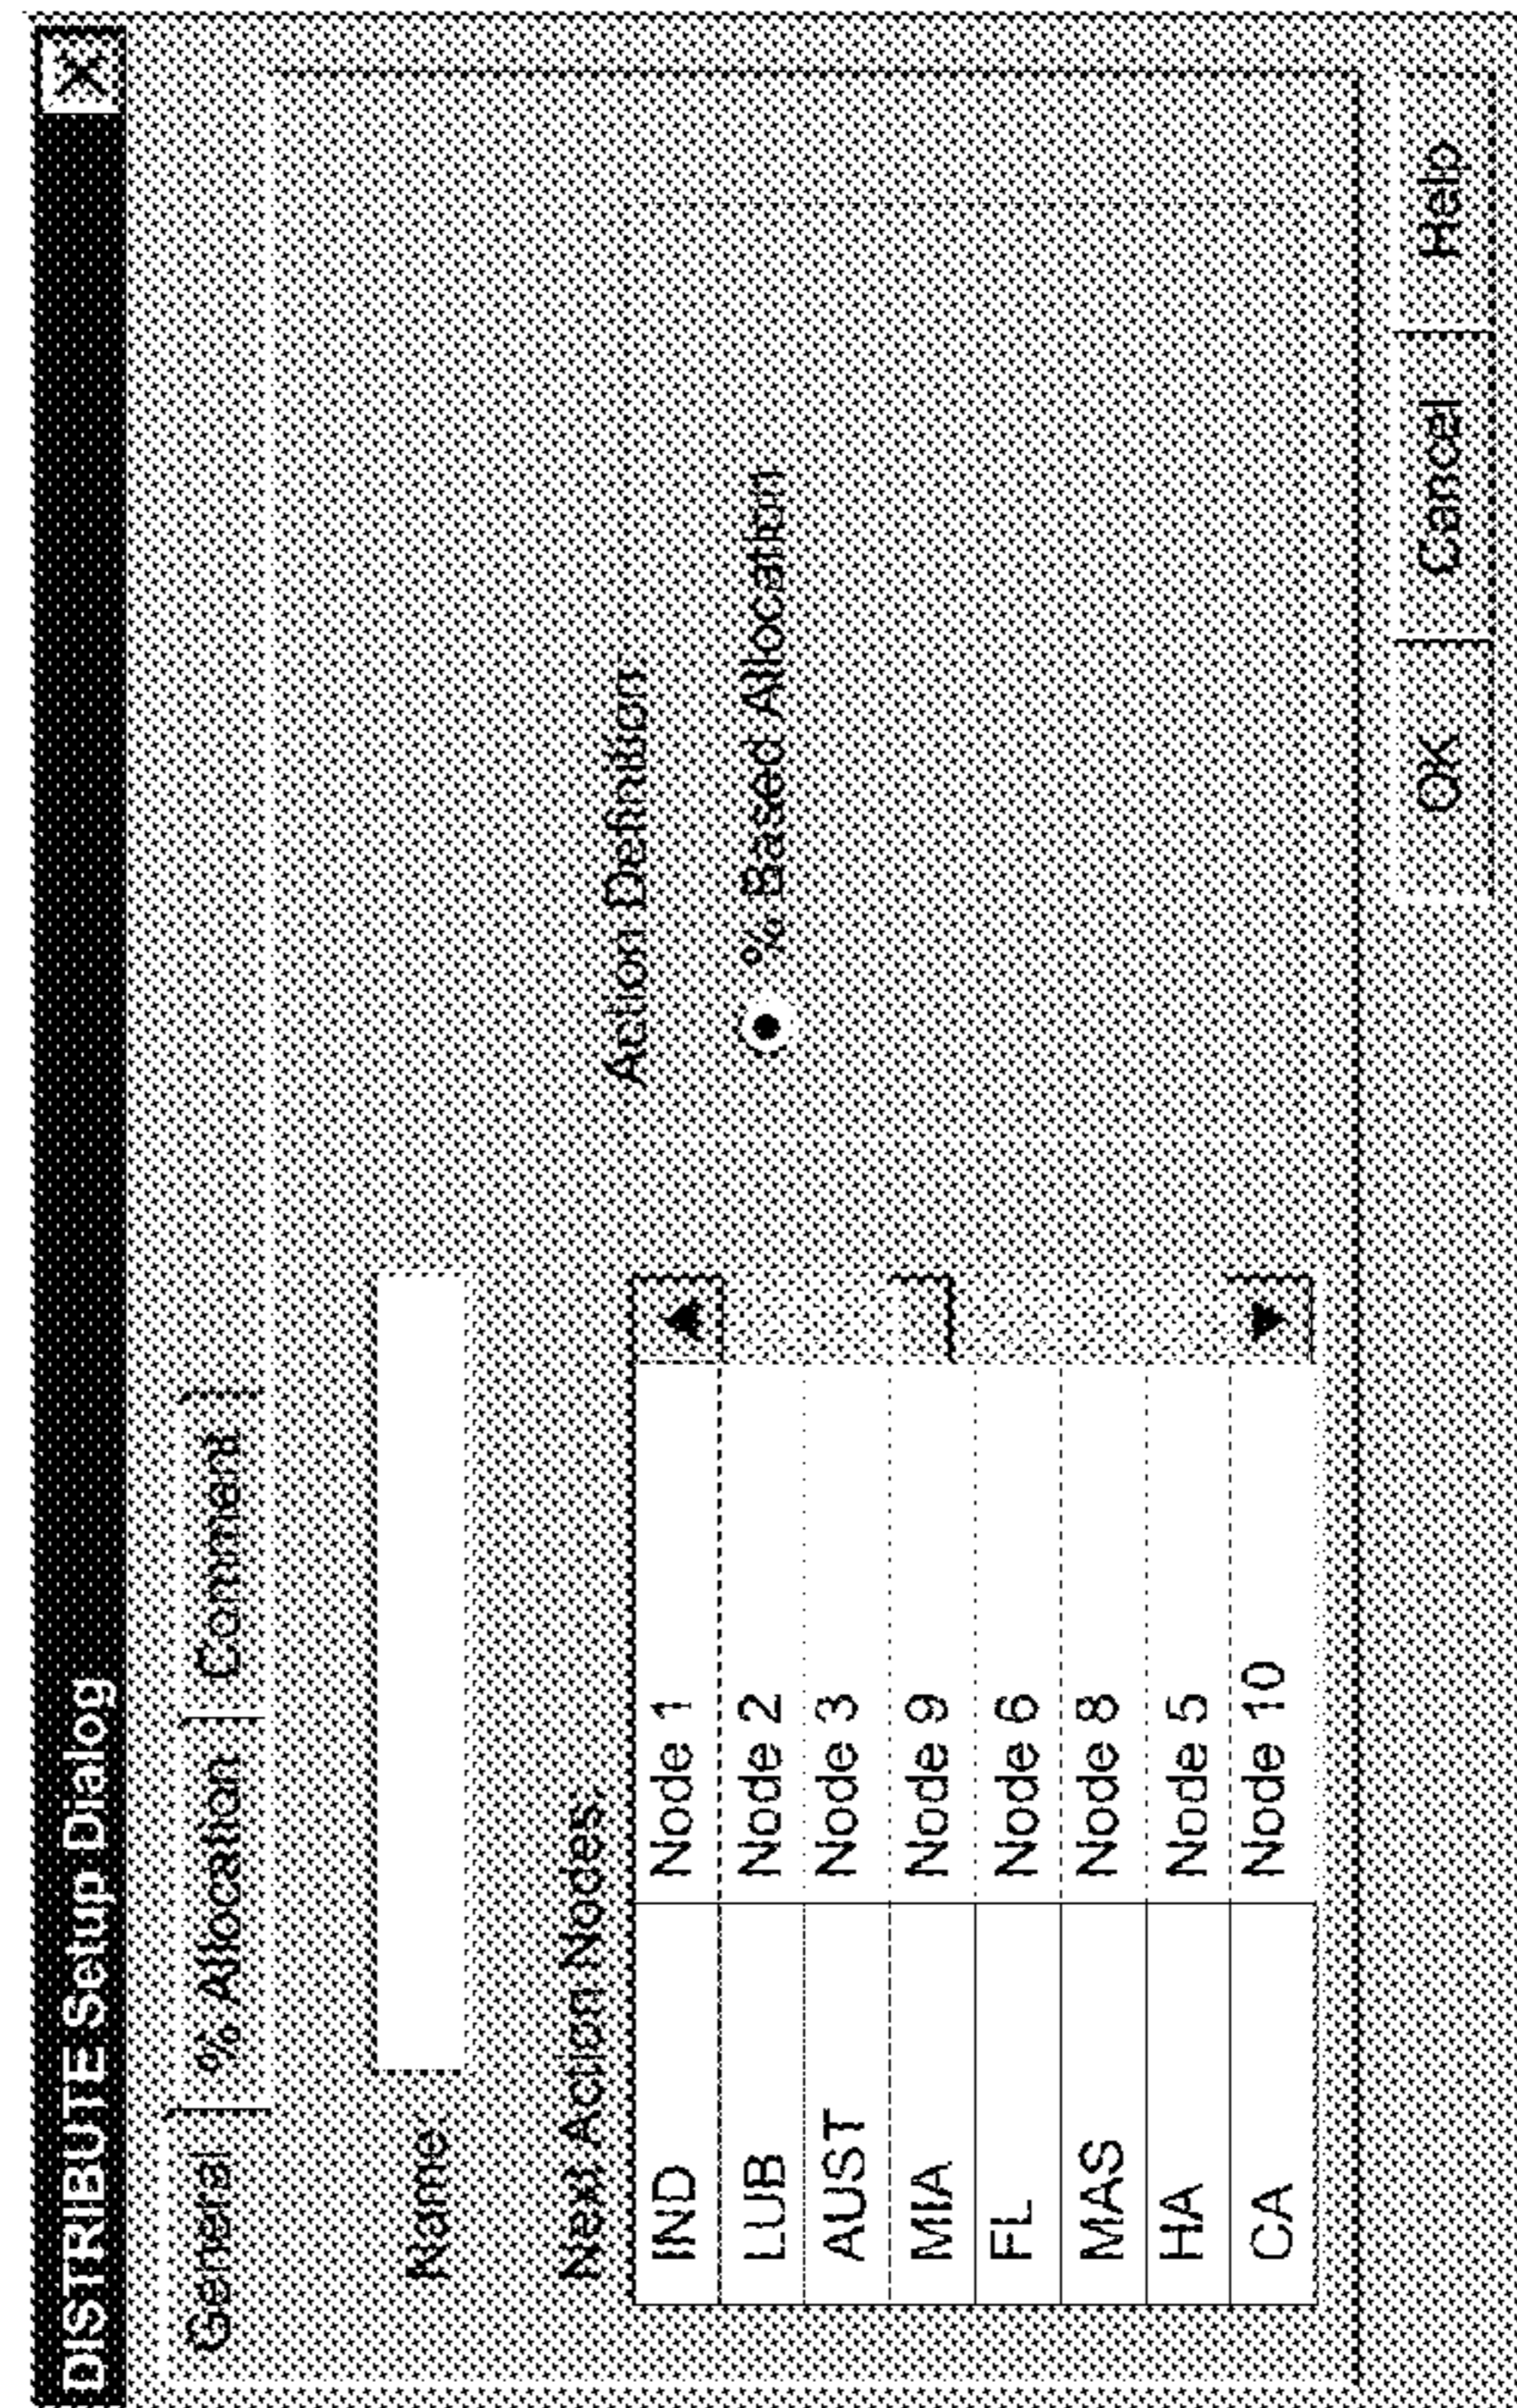 DISTRIBUTE Setup Dialog X
General % Allocation Comment
Name:
Next Action Nodes:
Action Definition
% Based Allocation
IND Node 1
LUB Node 2
AUST Node 3
MIA Node 9
FL Node 6
MAS Node 8
HA Node 5
CA Node 10
OK Cancel Help